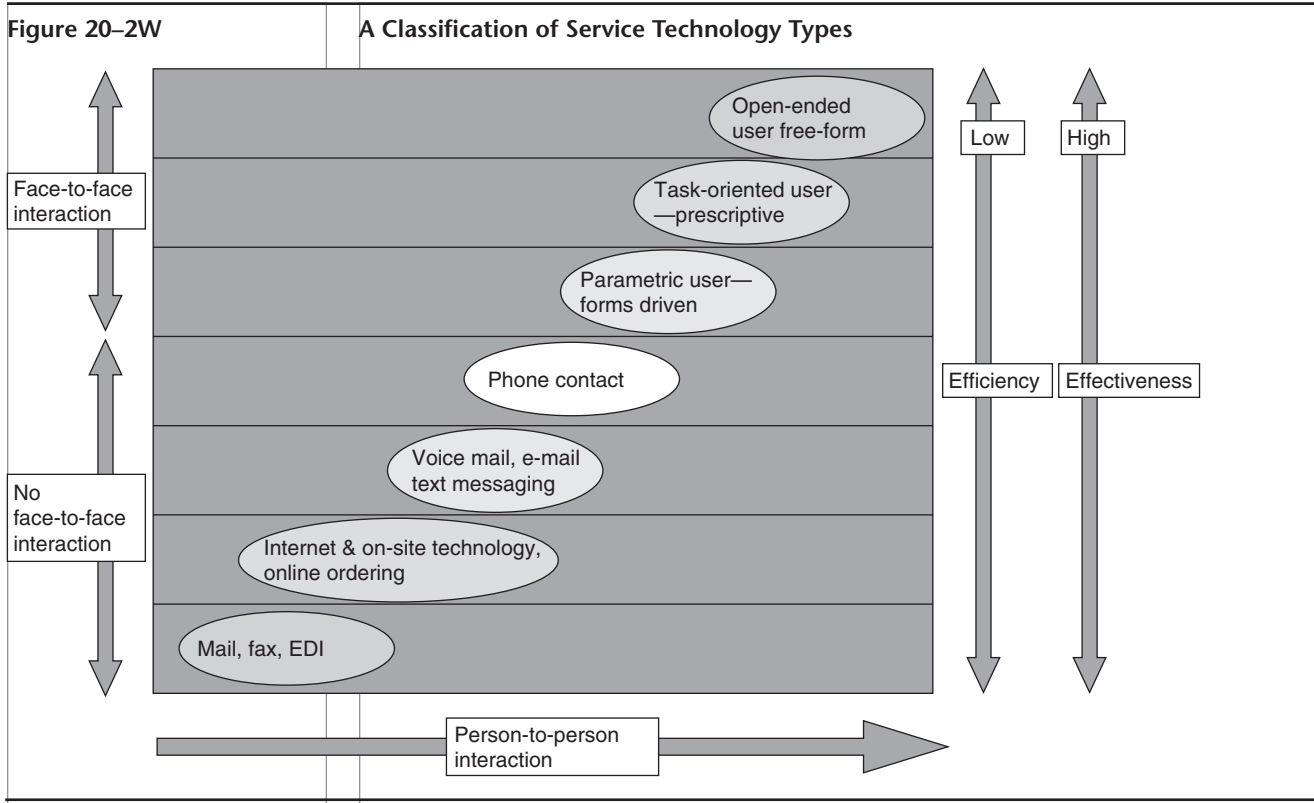 Figure 20–2W
A Classification of Service Technology Types
Open-ended
user free-form
Low
High
Face-to-face
interaction
Task-oriented user
—prescriptive
Parametric user—
forms driven
Phone contact
Efficiency
Effectiveness
Voice mail, e-mail
text messaging
No
face-to-face
interaction
Internet & on-site technology,
online ordering
Mail, fax, EDI
Person-to-person
interaction